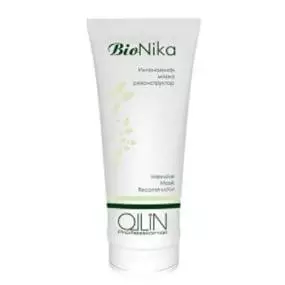 BioNika
Интенсивная
маска
реконструктор
Intensive
Mask
Reconstructor
OLLIN
Professional